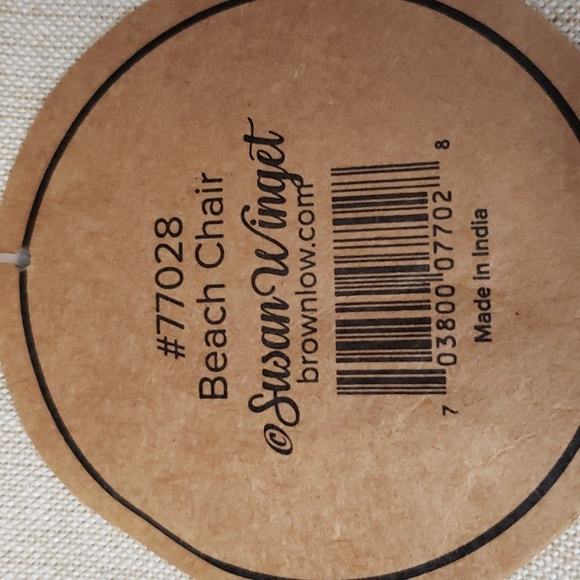 #77028
Beach Chair
©Susan Winget
brownlow.com
7 03800 07702 8
Made in India